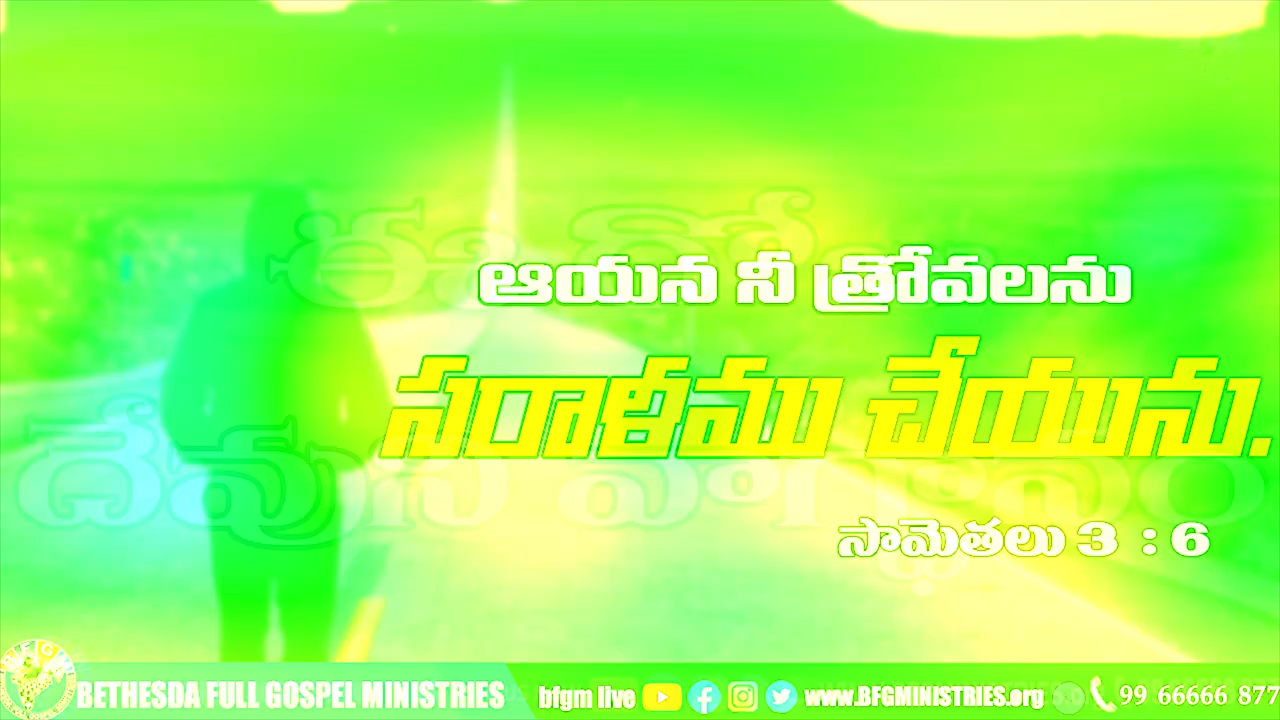 ఈ రోజు
ఆయన నీ త్రోవలను
సరాళము చేయును.
దేవుని వాగ్దానం
సామెతలు 3 : 6
BETHESDA FULL GOSPEL MINISTRIES bfgm live www.BFGMINISTRIES.org 99 66666 877